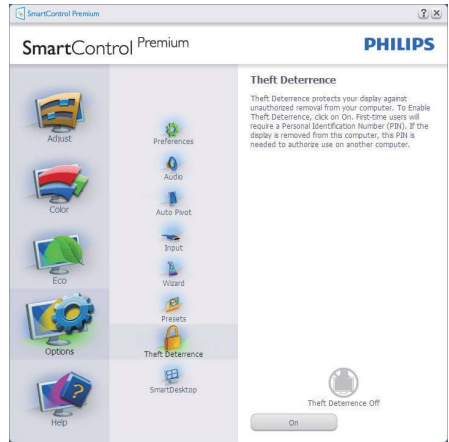 SmartControl Premium
SmartControl Premium
PHILIPS
Adjust
Color
Eco
Options
Help
Preferences
Audio
Auto Pivot
Input
Wizard
Presets
Theft Deterrence
SmartDesktop
Theft Deterrence
Theft Deterrence protects your display against
unauthorized removal from your computer. To Enable
Theft Deterrence, click on On. First-time users will
require a Personal Identification Number (PIN). If the
display is removed from this computer, this PIN is
needed to authorize use on another computer.
Theft Deterrence Off
On